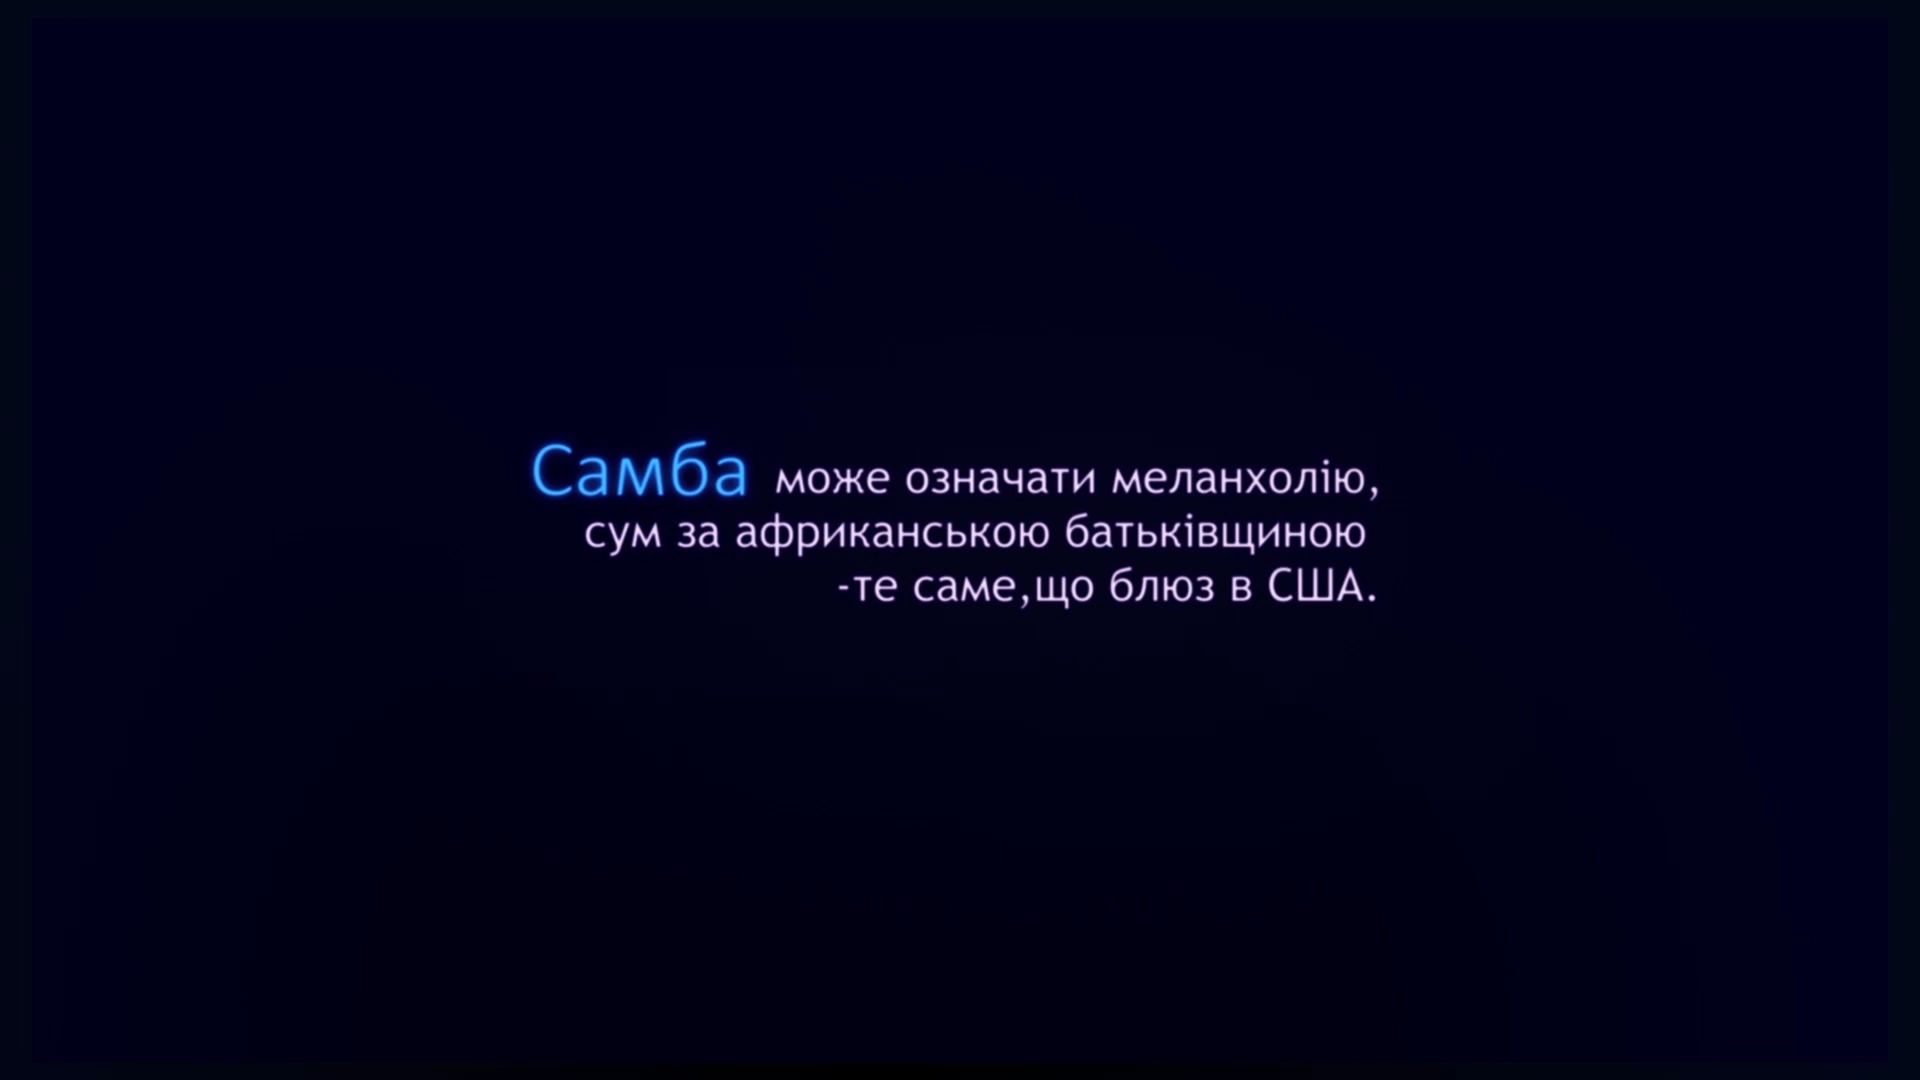 Самба може означати меланхолію,
сум за африканською батьківщиною
-те саме,що блюз в США.